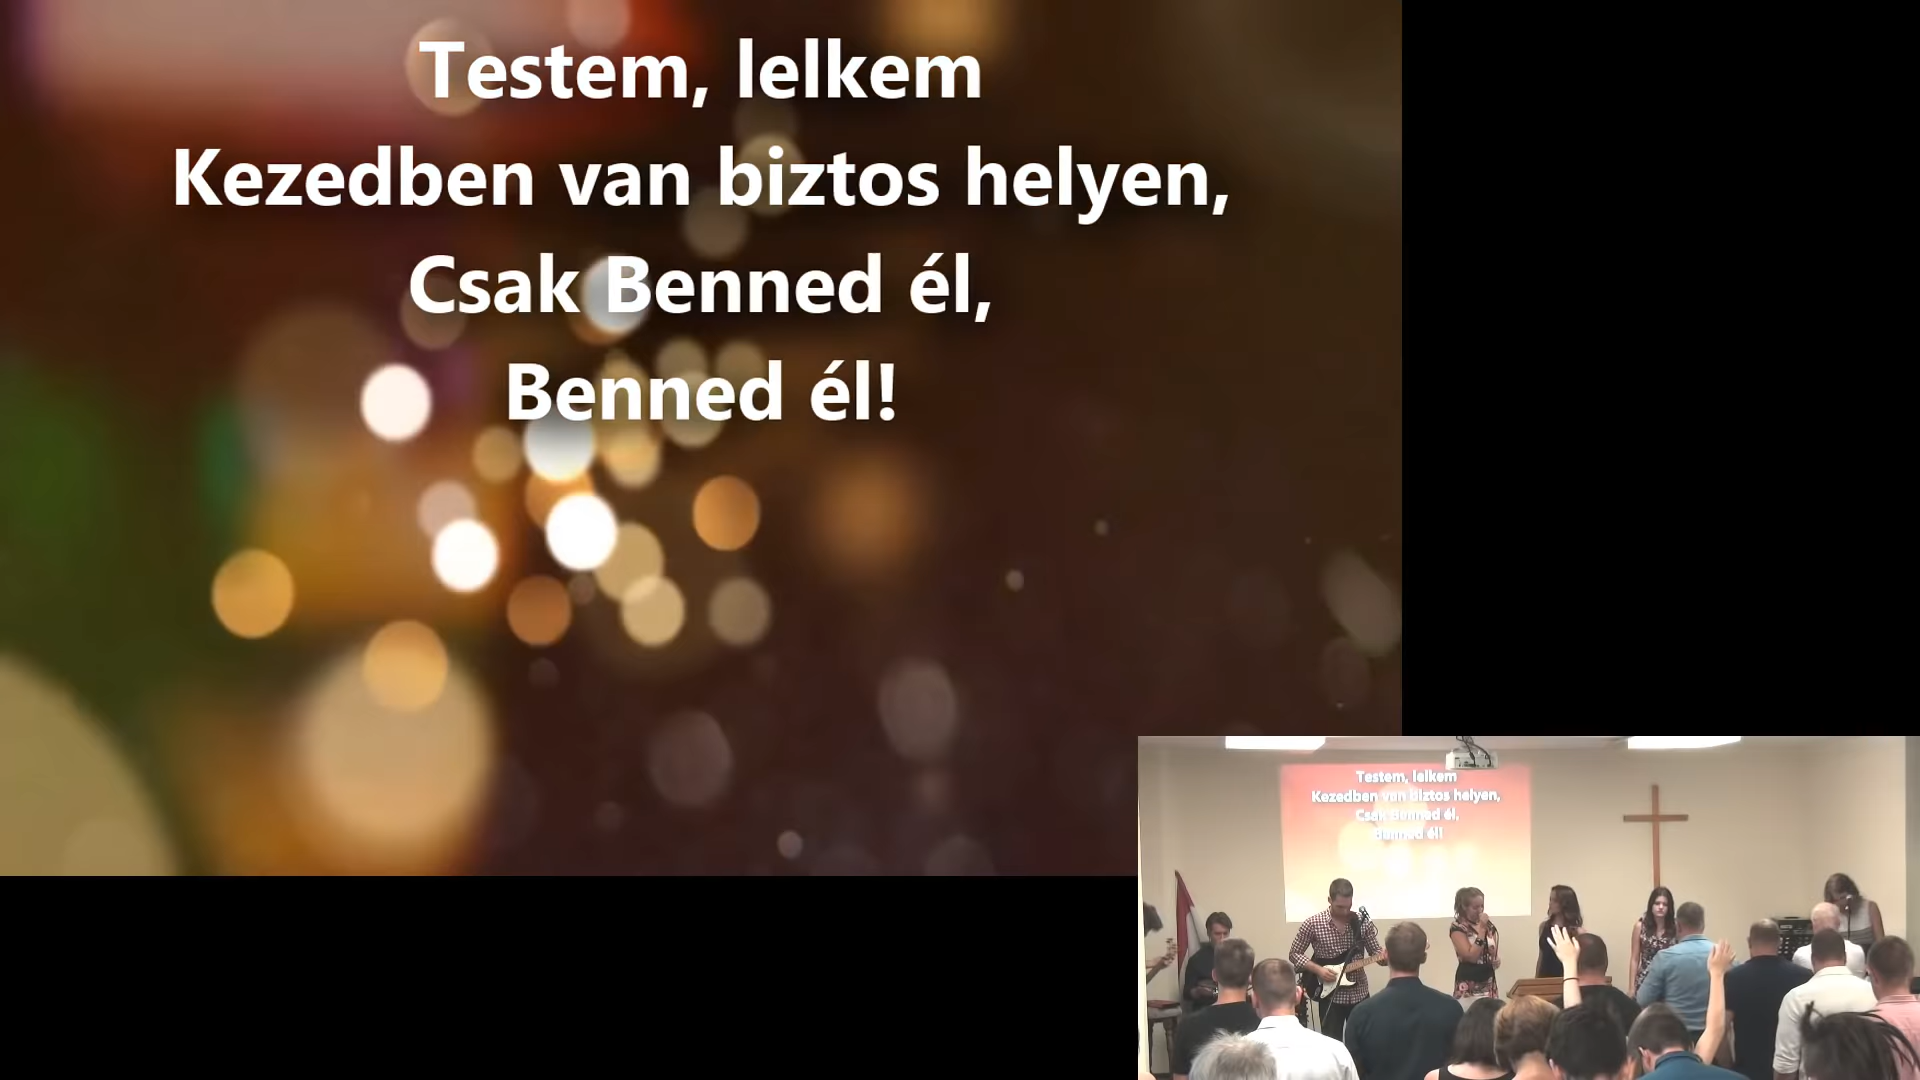 Testem, lelkem
Kezedben van biztos helyen,
Csak Benned él,
Benned él!
Testem, lelkem
Kezedben van biztos helyen,
Csak Benned él,
Benned él!